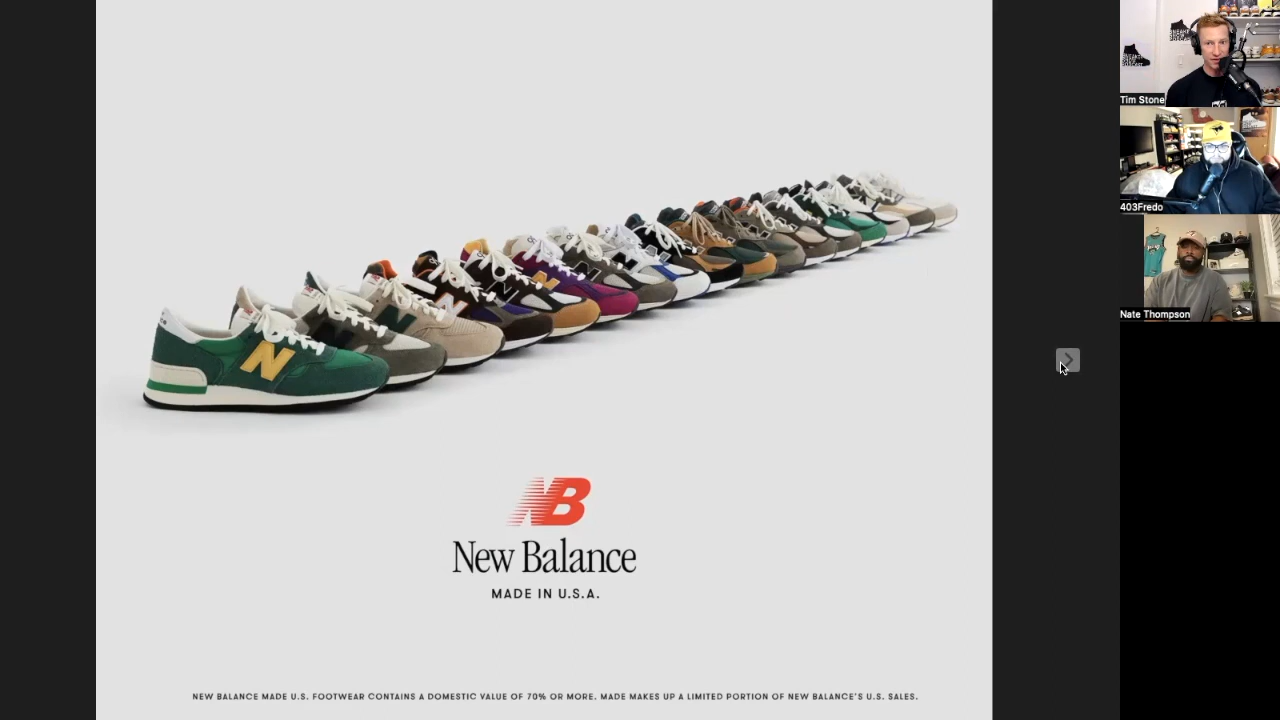 N
NB
New Balance
MADE IN U.S.A.
NEW BALANCE MADE U.S. FOOTWEAR CONTAINS A DOMESTIC VALUE OF 70% OR MORE. MADE MAKES UP A LIMITED PORTION OF NEW BALANCE'S U.S. SALES.
Tim Stone
403Fredo
Nate Thompson